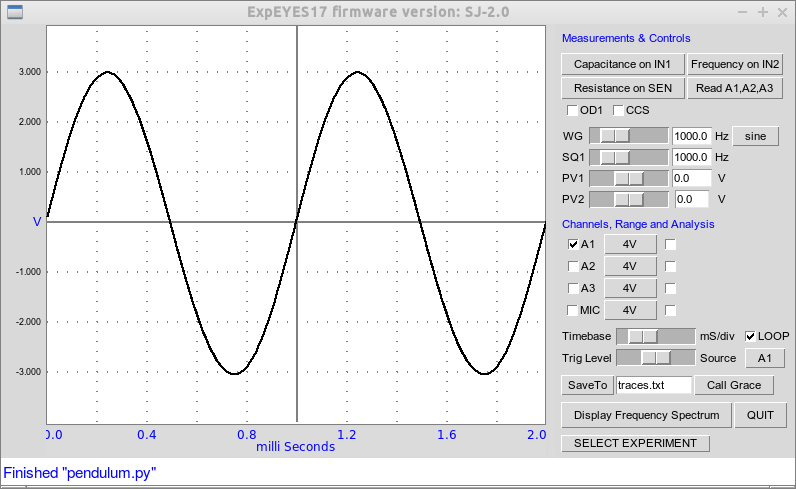 ExpEYES17 firmware version: SJ-2.0
3.000
2.000
1.000
V
-1.000
-2.000
-3.000
0.0 0.4 0.8 1.2 1.6 2.0
milli Seconds
Measurements & Controls
Capacitance on IN1 Frequency on IN2
Resistance on SEN Read A1,A2,A3
OD1 CCS
WG 1000.0 Hz sine
SQ1 1000.0 Hz
PV1 0.0 V
PV2 0.0 V
Channels, Range and Analysis
A1 4V
A2 4V
A3 4V
MIC 4V
Timebase mS/div LOOP
Trig Level Source A1
SaveTo traces.txt Call Grace
Display Frequency Spectrum QUIT
SELECT EXPERIMENT
Finished "pendulum.py"